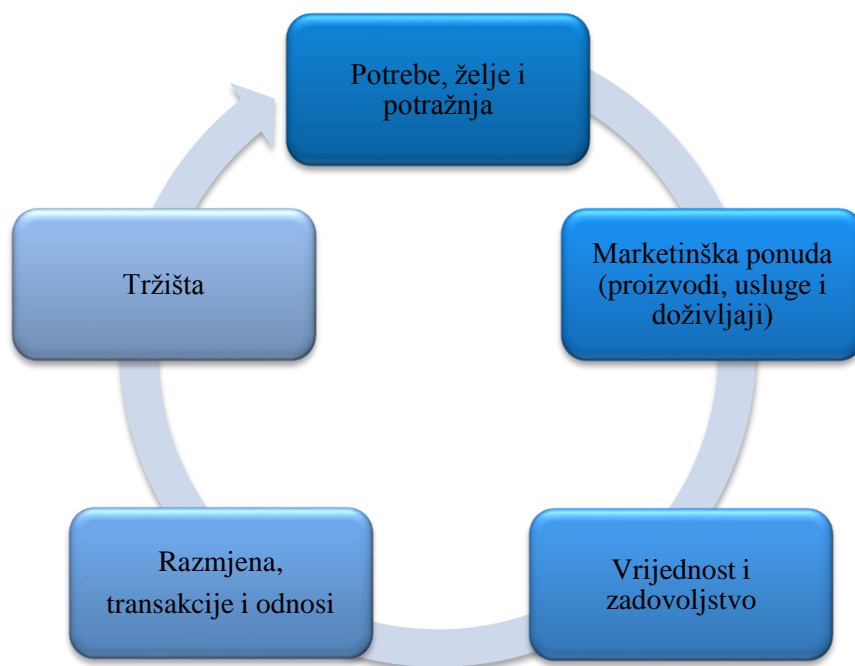 Potrebe, želje i
potražnja
Marketinška ponuda
(proizvodi, usluge i
doživljaji)
Vrijednost i
zadovoljstvo
Razmjena,
transakcije i odnosi
Tržišta